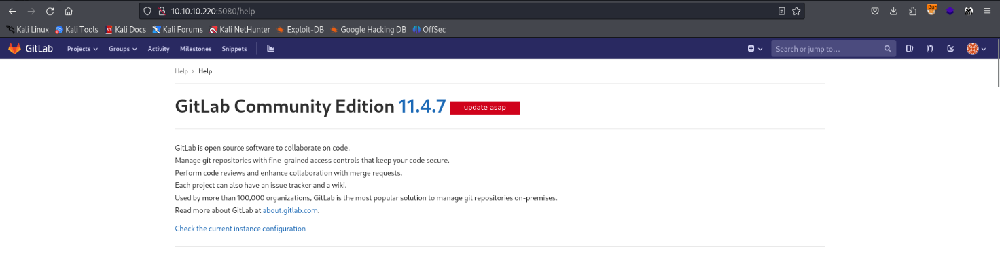 10.10.10.220:5080/help
Bur
Kali Linux Kali Tools Kali Docs Kali Forums Kali NetHunter Exploit-DB Google Hacking DB OffSec
GitLab Projects Groups Activity Milestones Snippets Search or jump to...
Help › Help
GitLab Community Edition 11.4.7 update asap
GitLab is open source software to collaborate on code.
Manage git repositories with fine-grained access controls that keep your code secure.
Perform code reviews and enhance collaboration with merge requests.
Each project can also have an issue tracker and a wiki.
Used by more than 100,000 organizations, GitLab is the most popular solution to manage git repositories on-premises.
Read more about GitLab at about.gitlab.com.
Check the current instance configuration